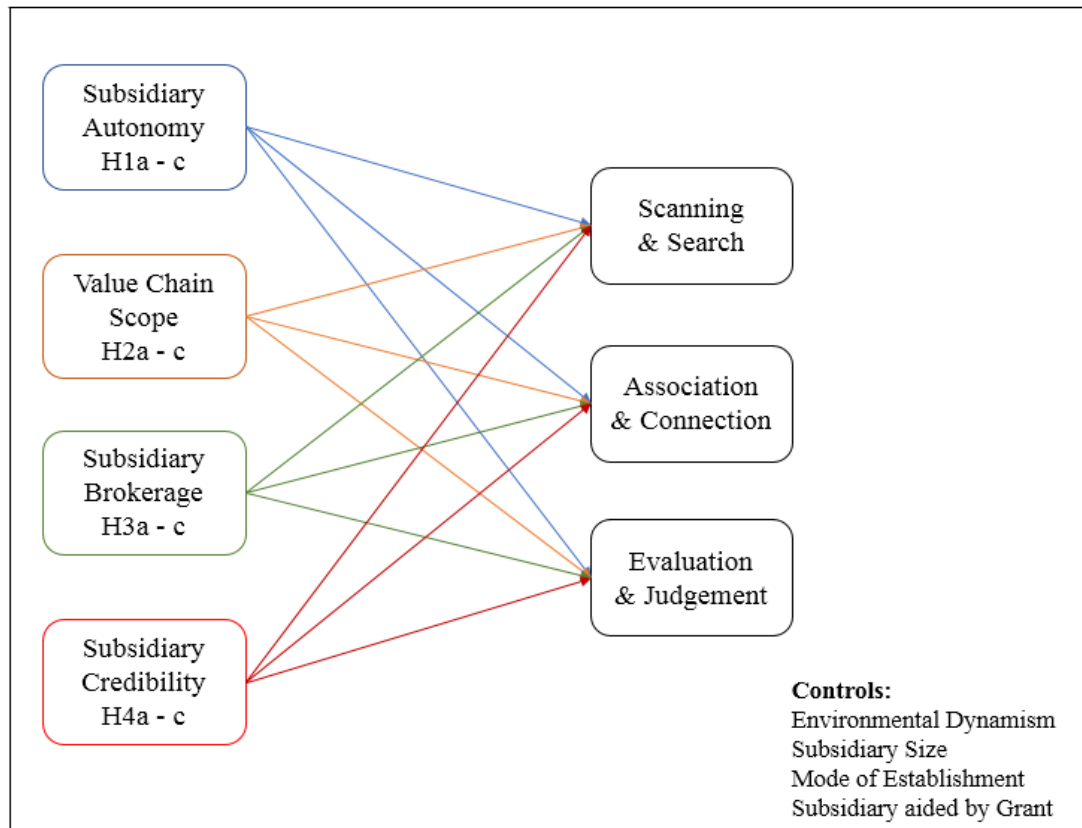 Subsidiary
Autonomy
H1a - c
Value Chain
Scope
H2a - c
Subsidiary
Brokerage
H3a - c
Subsidiary
Credibility
H4a - c
Scanning
& Search
Association
& Connection
Evaluation
& Judgement
Controls:
Environmental Dynamism
Subsidiary Size
Mode of Establishment
Subsidiary aided by Grant